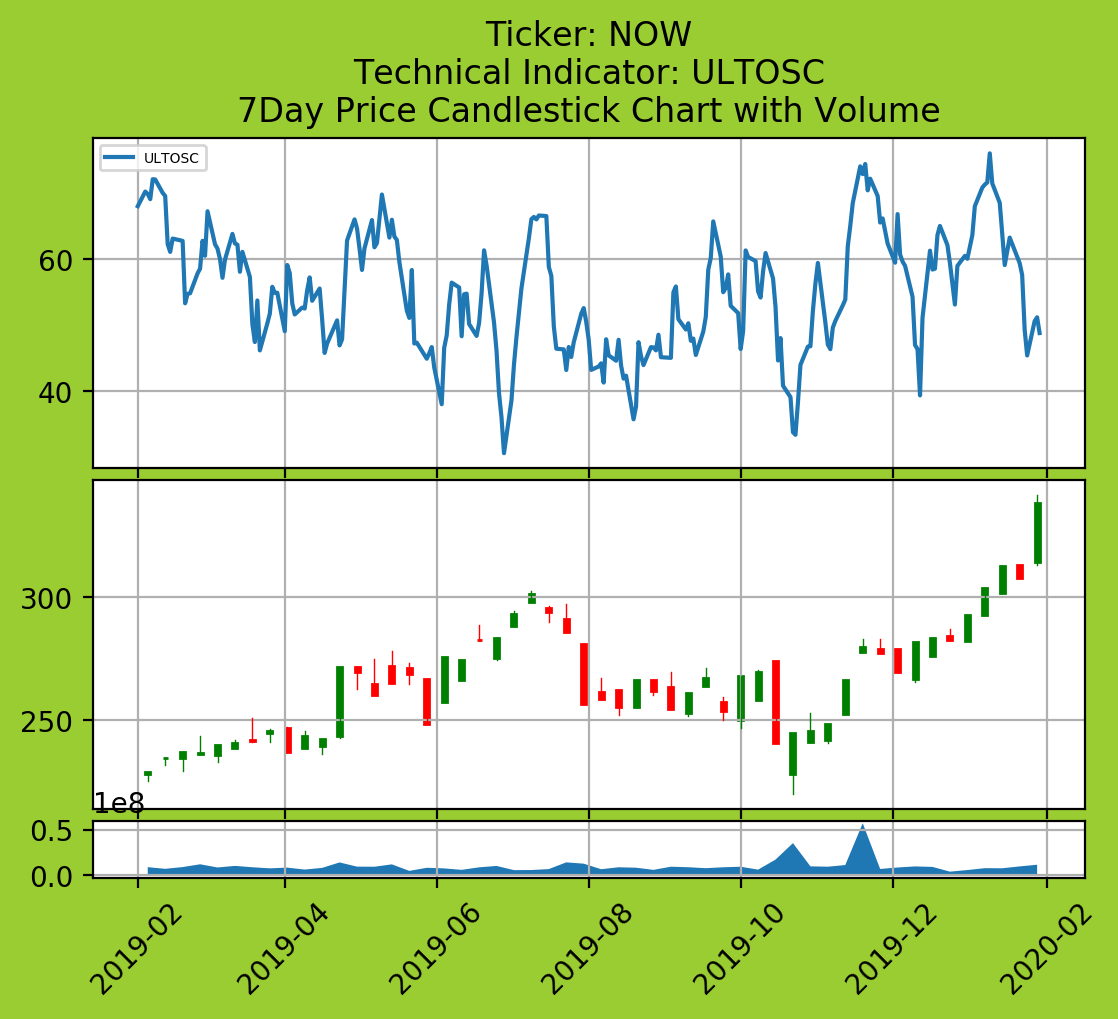 Ticker: NOW
Technical Indicator: ULTOSC
7Day Price Candlestick Chart with Volume
ULTOSC
60
40
300
250
1e8
0.5
0.0
2019-02
2019-04
2019-06
2019-08
2019-10
2019-12
2020-02